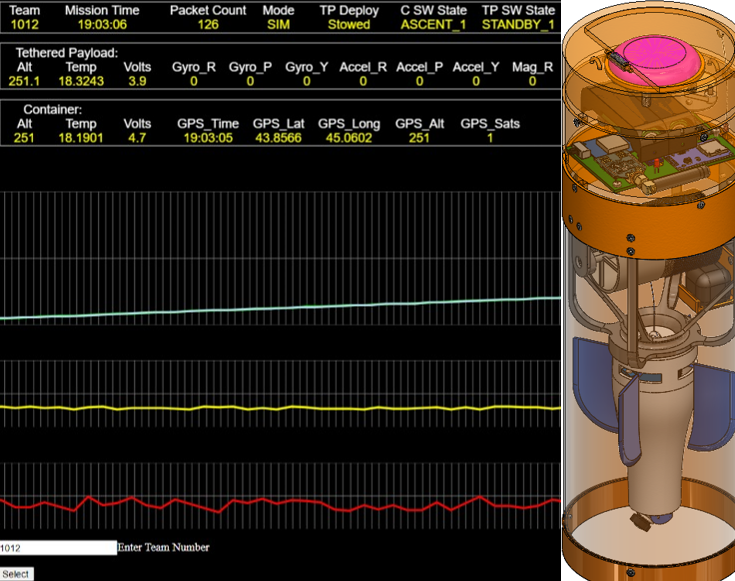 Team Mission Time Packet Count Mode TP Deploy C SW State TP SW State
1012 19:03:06 126 SIM Stowed ASCENT_1 STANDBY_1
Tethered Payload:
Alt Temp Volts Gyro_R Gyro_P Gyro_Y Accel_R Accel_P Accel_Y Mag_R
251.1 18.3243 3.9 0 0 0 0 0 0 0
Container:
Alt Temp Volts GPS_Time GPS_Lat GPS_Long GPS_Alt GPS_Sats
251 18.1901 4.7 19:03:05 43.8566 45.0602 251 1
1012 Enter Team Number
Select